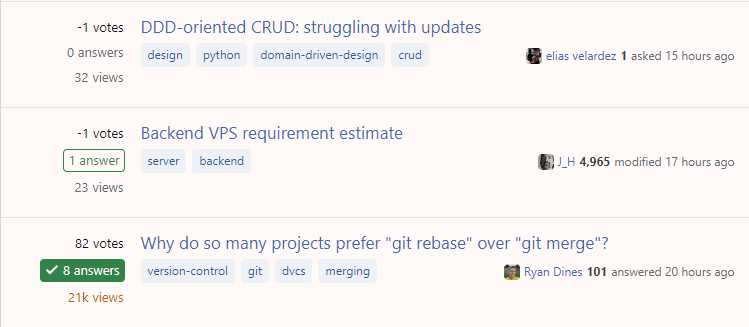 -1 votes
DDD-oriented CRUD: struggling with updates
0 answers
design python domain-driven-design crud
elias velardez 1 asked 15 hours ago
32 views
-1 votes
Backend VPS requirement estimate
1 answer
server backend
J_H 4,965 modified 17 hours ago
23 views
82 votes
Why do so many projects prefer "git rebase" over "git merge"?
8 answers
version-control git dvcs merging
Ryan Dines 101 answered 20 hours ago
21k views